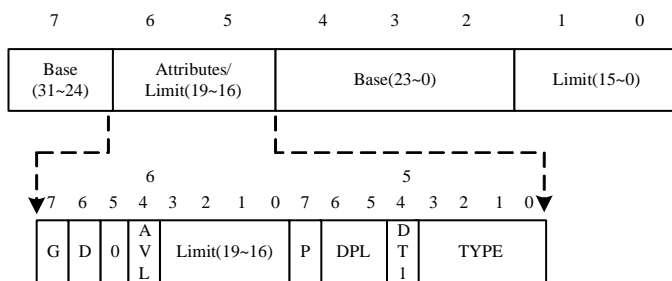 7 6 5 4 3 2 1 0
Base Attributes/ Base(23~0) Limit(15~0)
(31~24) Limit(19~16)
6 5
7 6 5 4 3 2 1 0 7 6 5 4 3 2 1 0
G D 0 AVL Limit(19~16) P DPL DT1 TYPE